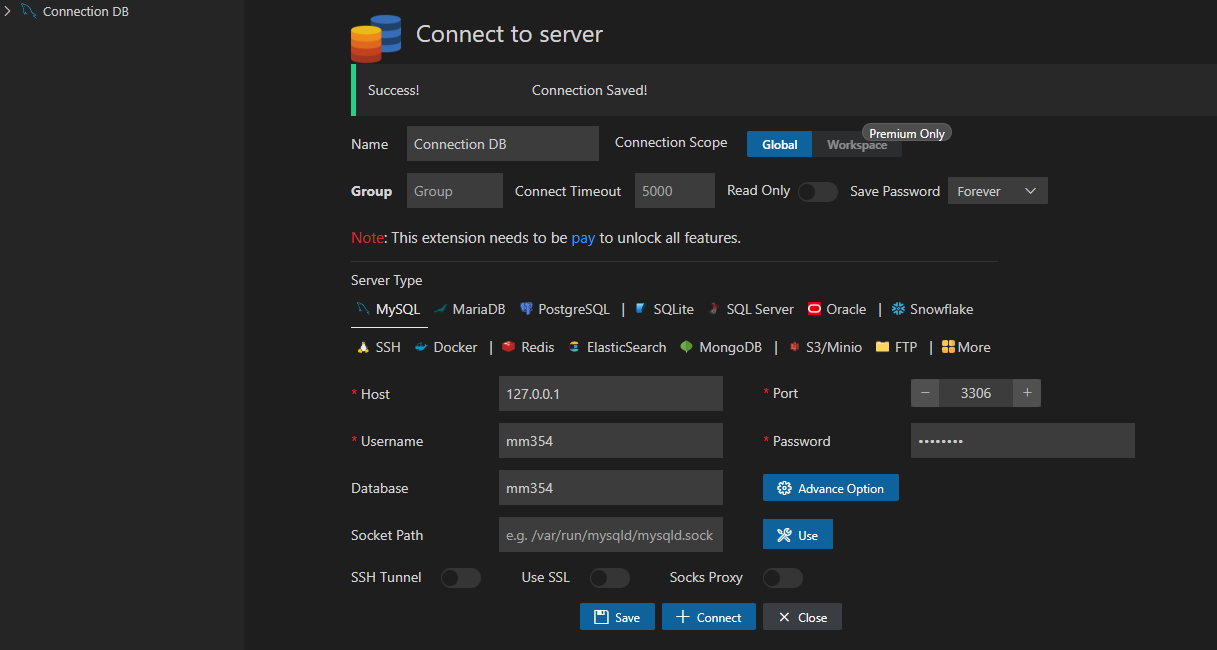 Connection DB
Connect to server
Success! Connection Saved!
Name Connection DB Connection Scope Global Workspace Premium Only
Group Group Connect Timeout 5000 Read Only Save Password Forever
Note: This extension needs to be pay to unlock all features.
Server Type
MySQL MariaDB PostgreSQL | SQLite SQL Server Oracle | Snowflake
SSH Docker | Redis ElasticSearch MongoDB | S3/Minio FTP | More
* Host 127.0.0.1 * Port − 3306 +
* Username mm354 * Password ••••••••
Database mm354 Advance Option
Socket Path e.g. /var/run/mysqld/mysqld.sock Use
SSH Tunnel Use SSL Socks Proxy
Save Connect Close